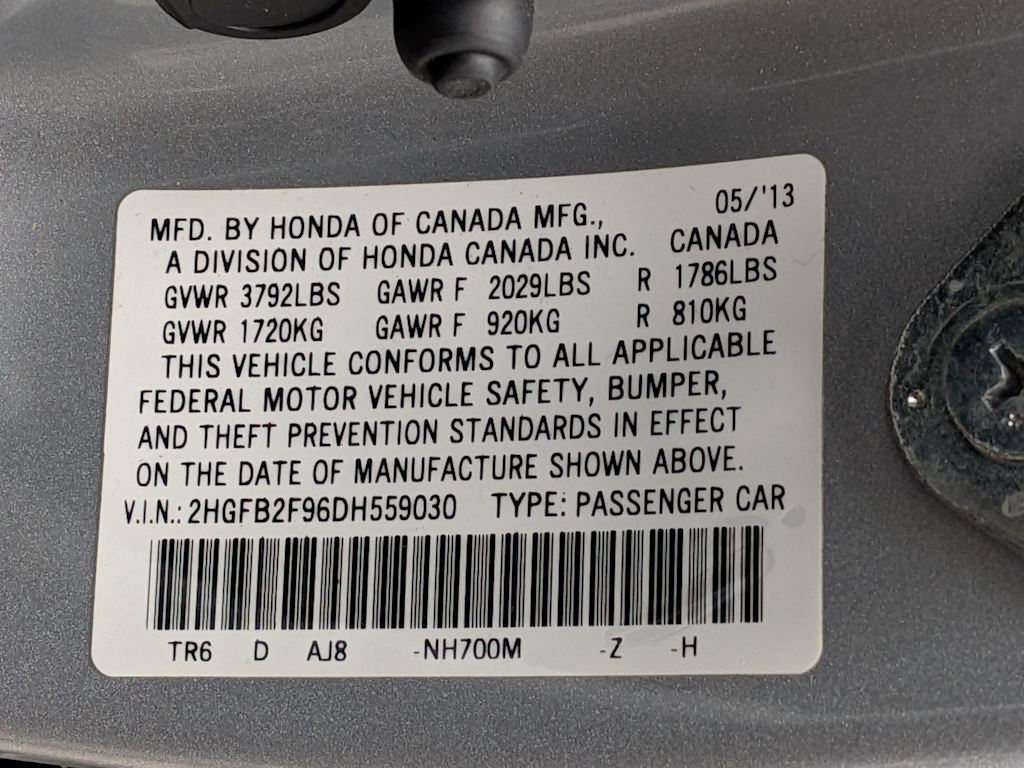 05/'13
MFD. BY HONDA OF CANADA MFG.,
A DIVISION OF HONDA CANADA INC. CANADA
GVWR 3792LBS GAWR F 2029LBS R 1786LBS
GVWR 1720KG GAWR F 920KG R 810KG
THIS VEHICLE CONFORMS TO ALL APPLICABLE
FEDERAL MOTOR VEHICLE SAFETY, BUMPER,
AND THEFT PREVENTION STANDARDS IN EFFECT
ON THE DATE OF MANUFACTURE SHOWN ABOVE.
V.I.N.: 2HGFB2F96DH559030 TYPE: PASSENGER CAR
TR6 D AJ8 -NH700M -Z -H